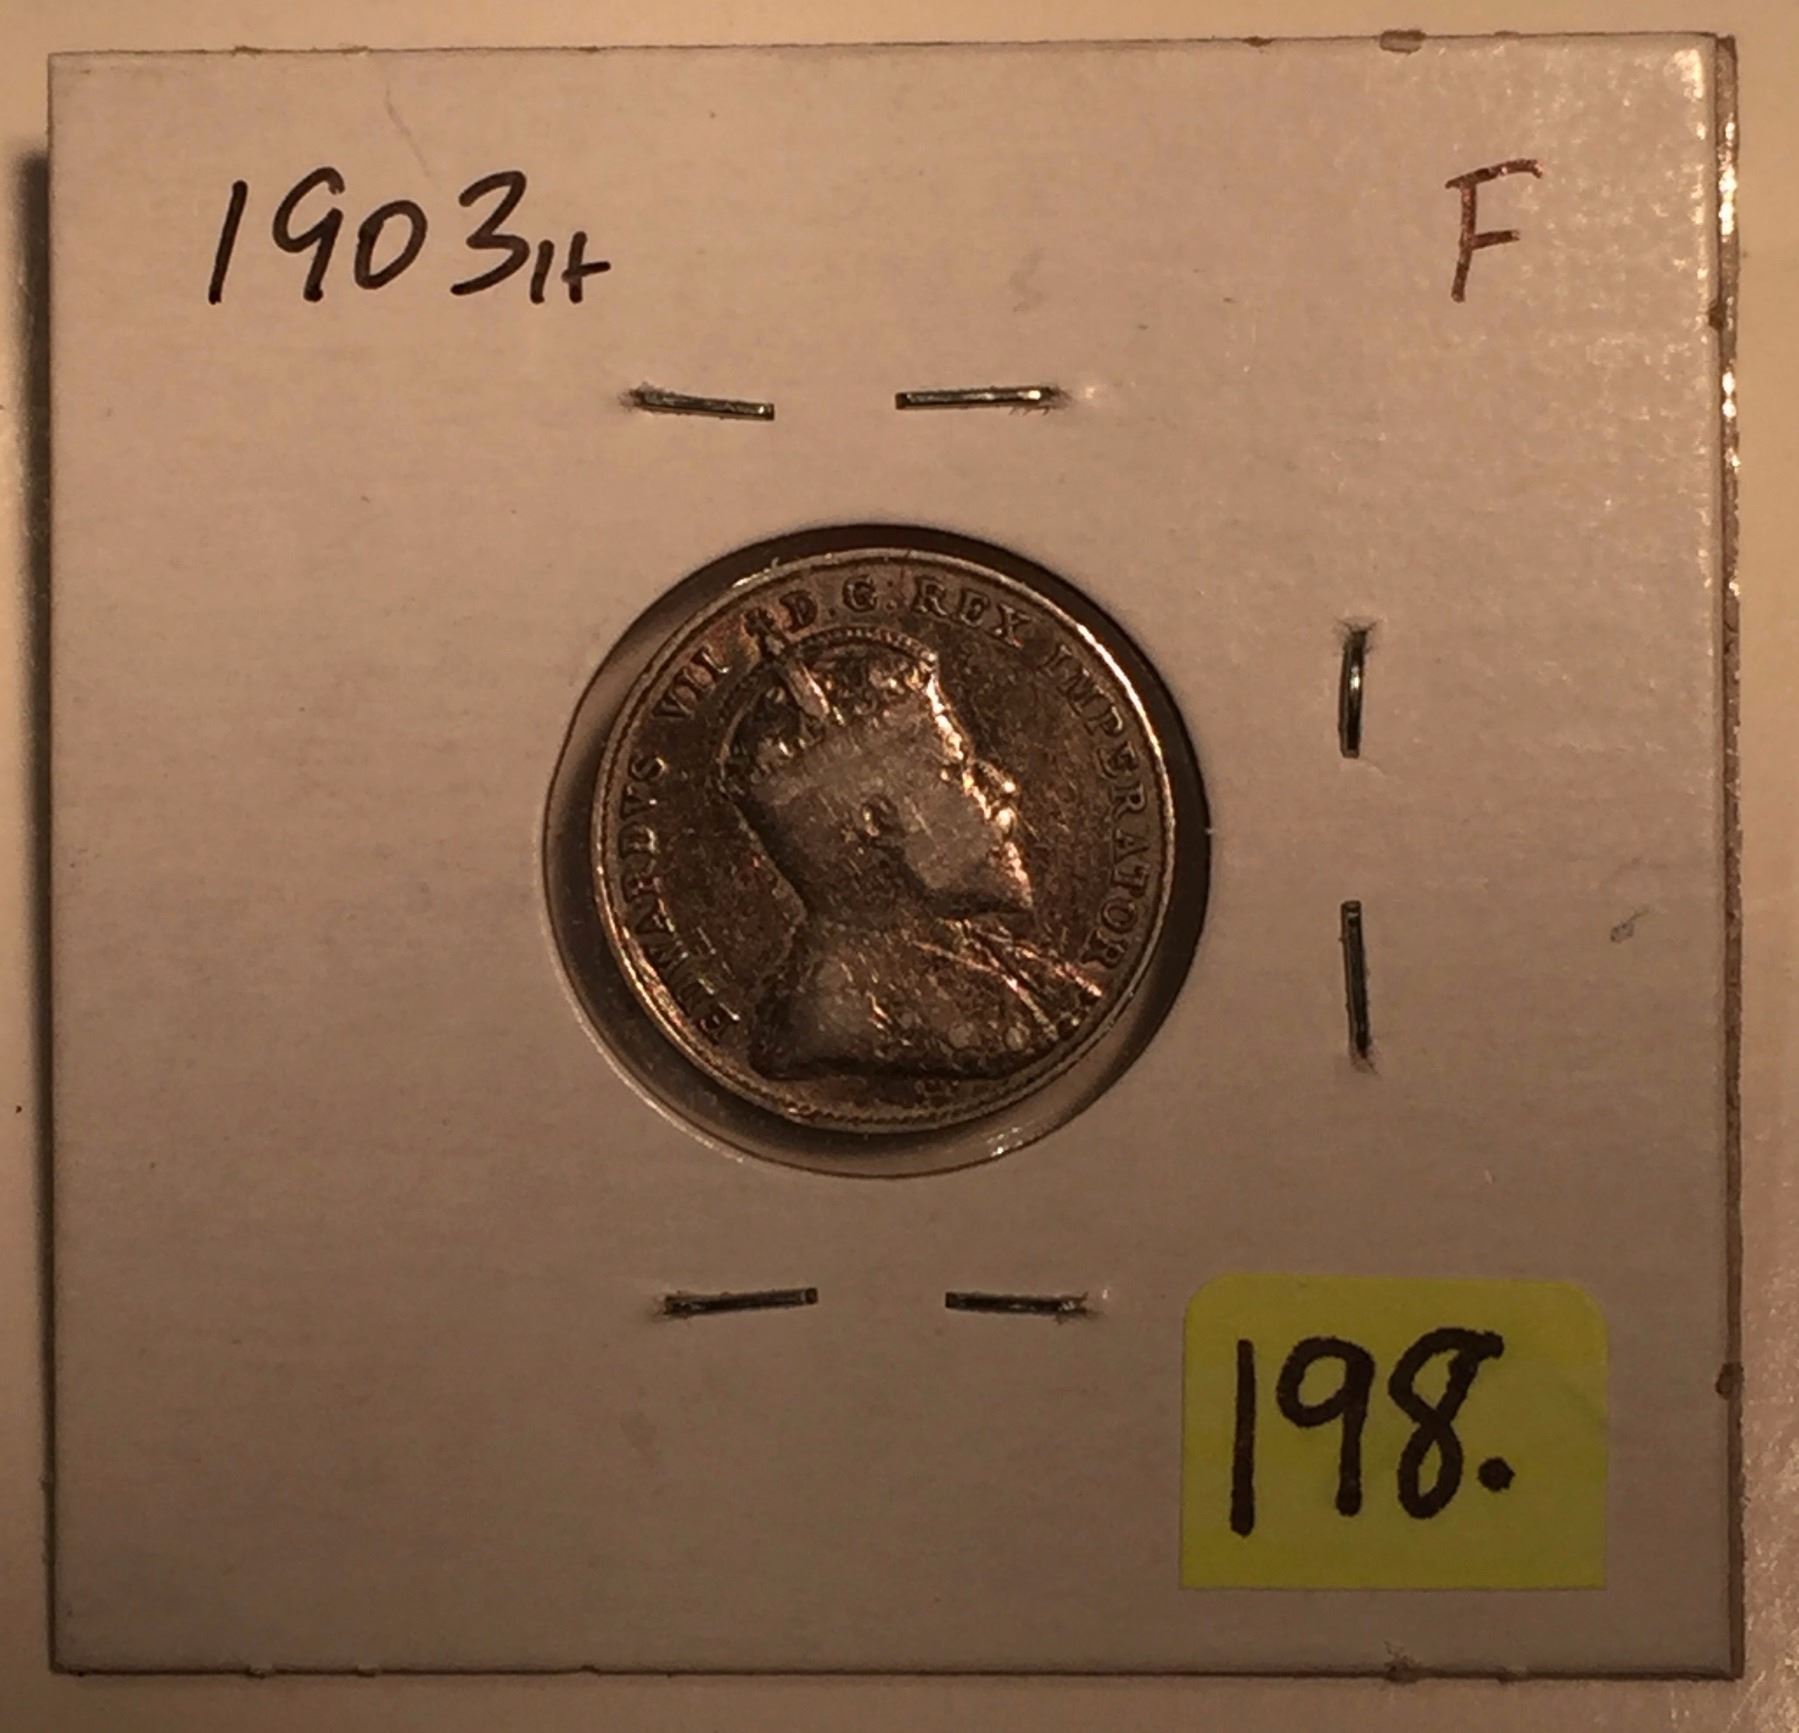 1903H F
EDWARDVS VII D.G. REX IMPERATOR
198.